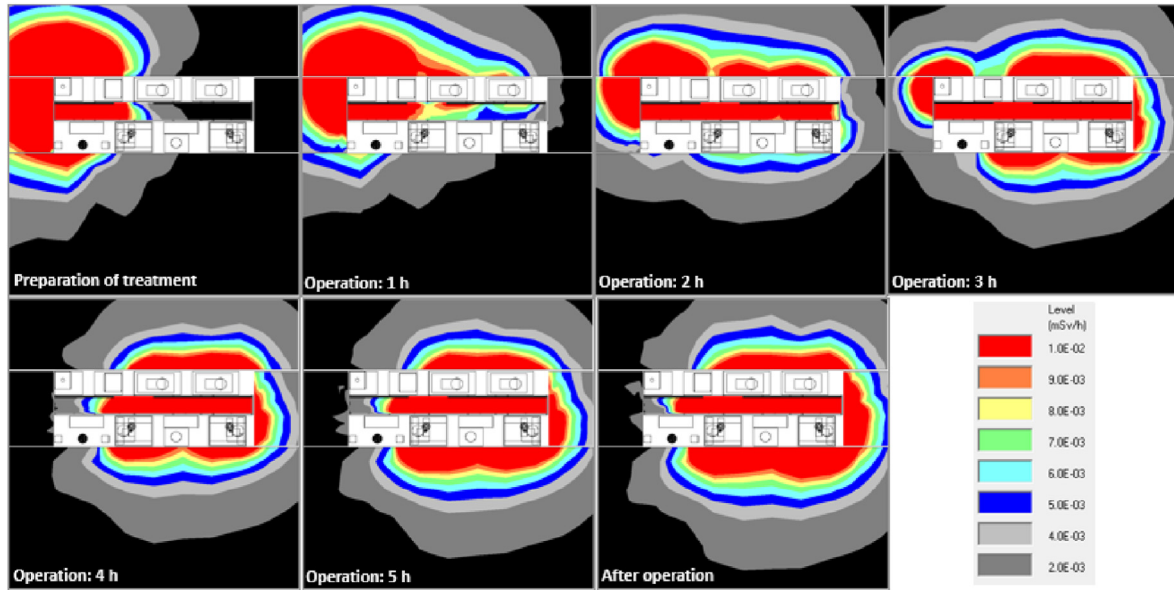 Preparation of treatment
Operation: 1 h
Operation: 2 h
Operation: 3 h
Operation: 4 h
Operation: 5 h
After operation
Level
(mSv/h)
1.0E-02
9.0E-03
8.0E-03
7.0E-03
6.0E-03
5.0E-03
4.0E-03
2.0E-03